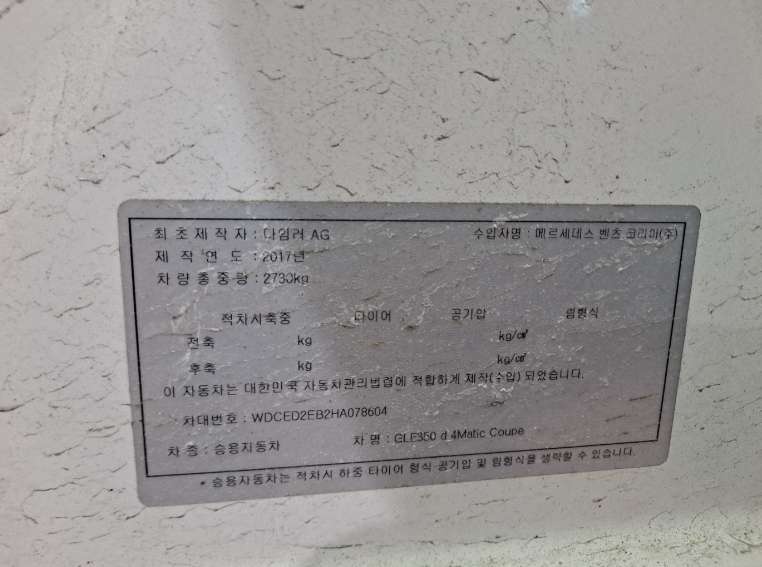 최초제작자 : 다임러 AG 수입자명 : 메르세데스 벤츠 코리아(주)
제작연도 : 2017년
차량총중량 : 2730kg
적차시축중 타이어 공기압 림형식
전축 kg kg/㎠
후축 kg kg/㎠
이 자동차는 대한민국 자동차관리법령에 적합하게 제작(수입) 되었습니다.
차대번호 : WDCED2EB2HA078604
차종 : 승용자동차 차명 : GLE350 d 4Matic Coupe
* 승용자동차는 적차시 하중 타이어 형식 공기압 및 림형식을 생략할 수 있습니다.